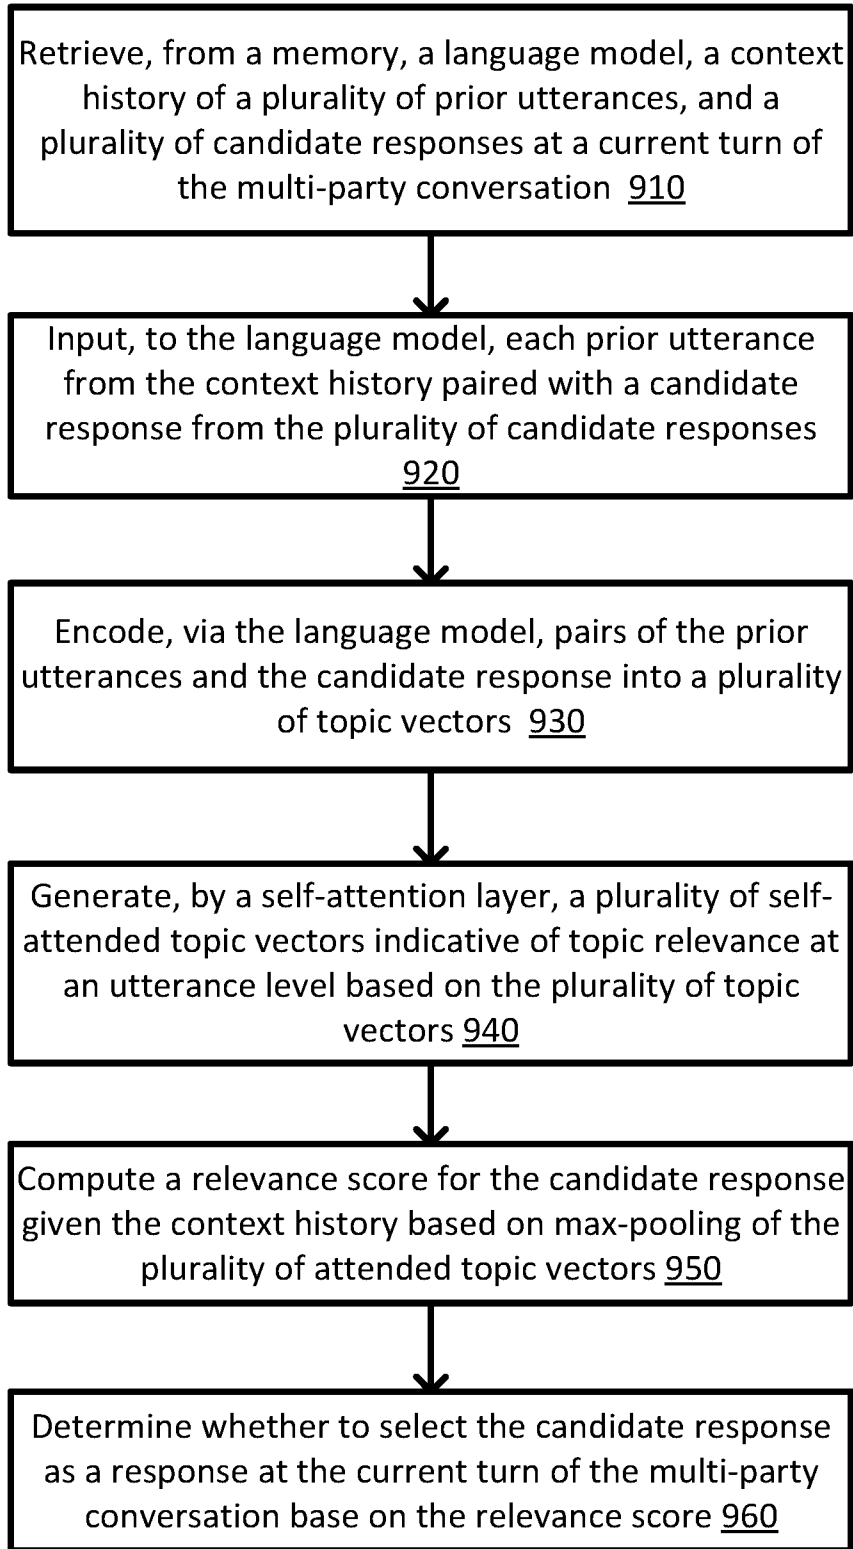 Retrieve, from a memory, a language model, a context
history of a plurality of prior utterances, and a
plurality of candidate responses at a current turn of
the multi-party conversation 910
Input, to the language model, each prior utterance
from the context history paired with a candidate
response from the plurality of candidate responses
920
Encode, via the language model, pairs of the prior
utterances and the candidate response into a plurality
of topic vectors 930
Generate, by a self-attention layer, a plurality of self-
attended topic vectors indicative of topic relevance at
an utterance level based on the plurality of topic
vectors 940
Compute a relevance score for the candidate response
given the context history based on max-pooling of the
plurality of attended topic vectors 950
Determine whether to select the candidate response
as a response at the current turn of the multi-party
conversation base on the relevance score 960